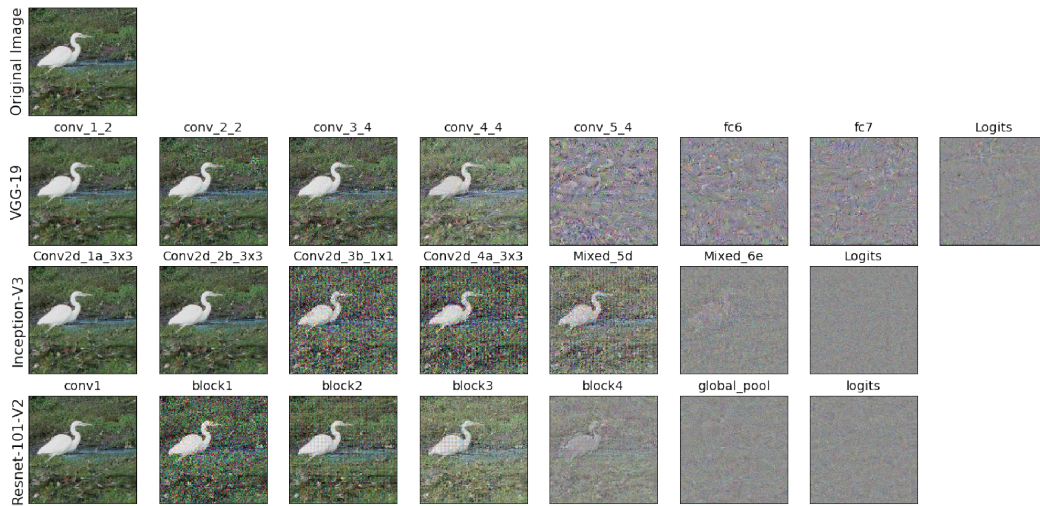 Original Image
conv_1_2 conv_2_2 conv_3_4 conv_4_4 conv_5_4 fc6 fc7 Logits
VGG-19
Conv2d_1a_3x3 Conv2d_2b_3x3 Conv2d_3b_1x1 Conv2d_4a_3x3 Mixed_5d Mixed_6e Logits
Inception-V3
conv1 block1 block2 block3 block4 global_pool logits
Resnet-101-V2